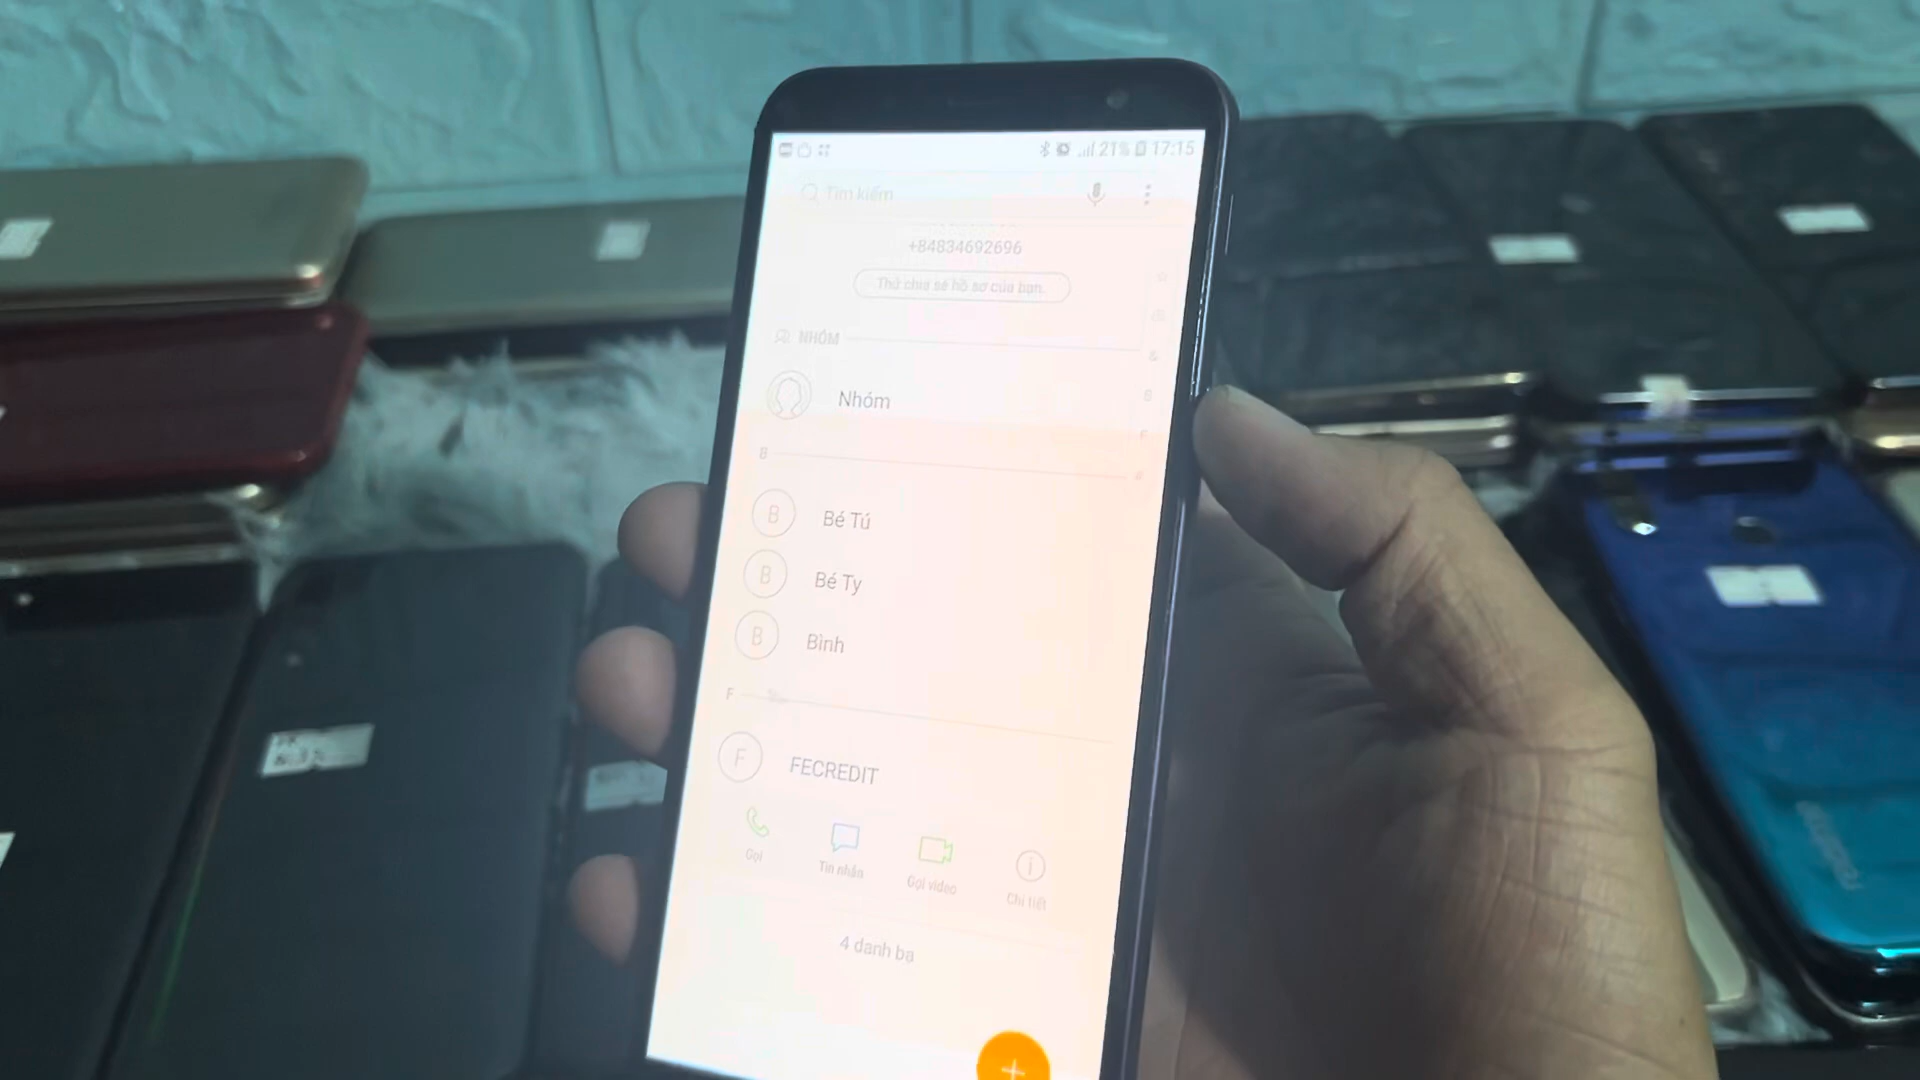 21% 17:15
Tìm kiếm
+84834692696
Thử chia sẻ hồ sơ của bạn.
NHÓM
Nhóm
&
B
F
#
B
B Bé Tú
B Bé Ty
B Bình
F
F FECREDIT
Gọi Tin nhắn Gọi video Chi tiết
4 danh bạ